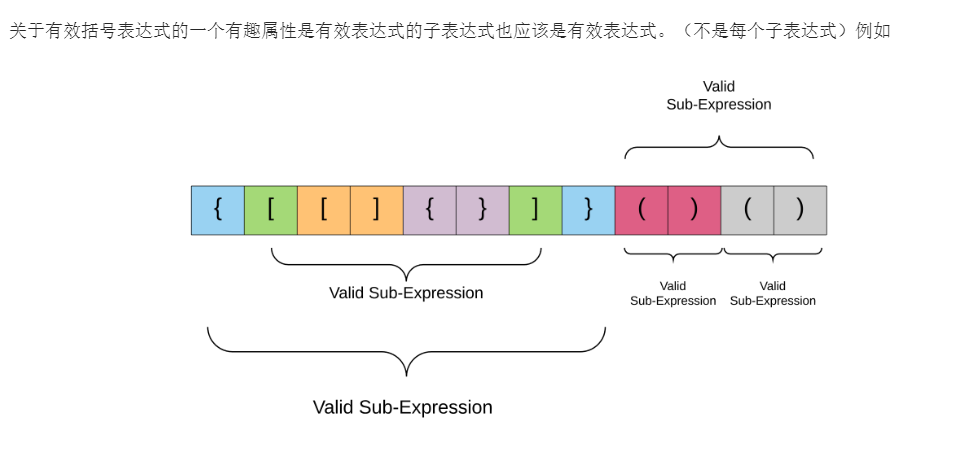 关于有效括号表达式的一个有趣属性是有效表达式的子表达式也应该是有效表达式。（不是每个子表达式）例如
Valid
Sub-Expression
{ [ [ ] { } ] } ( ) ( )
Valid Sub-Expression
Valid
Sub-Expression
Valid
Sub-Expression
Valid Sub-Expression